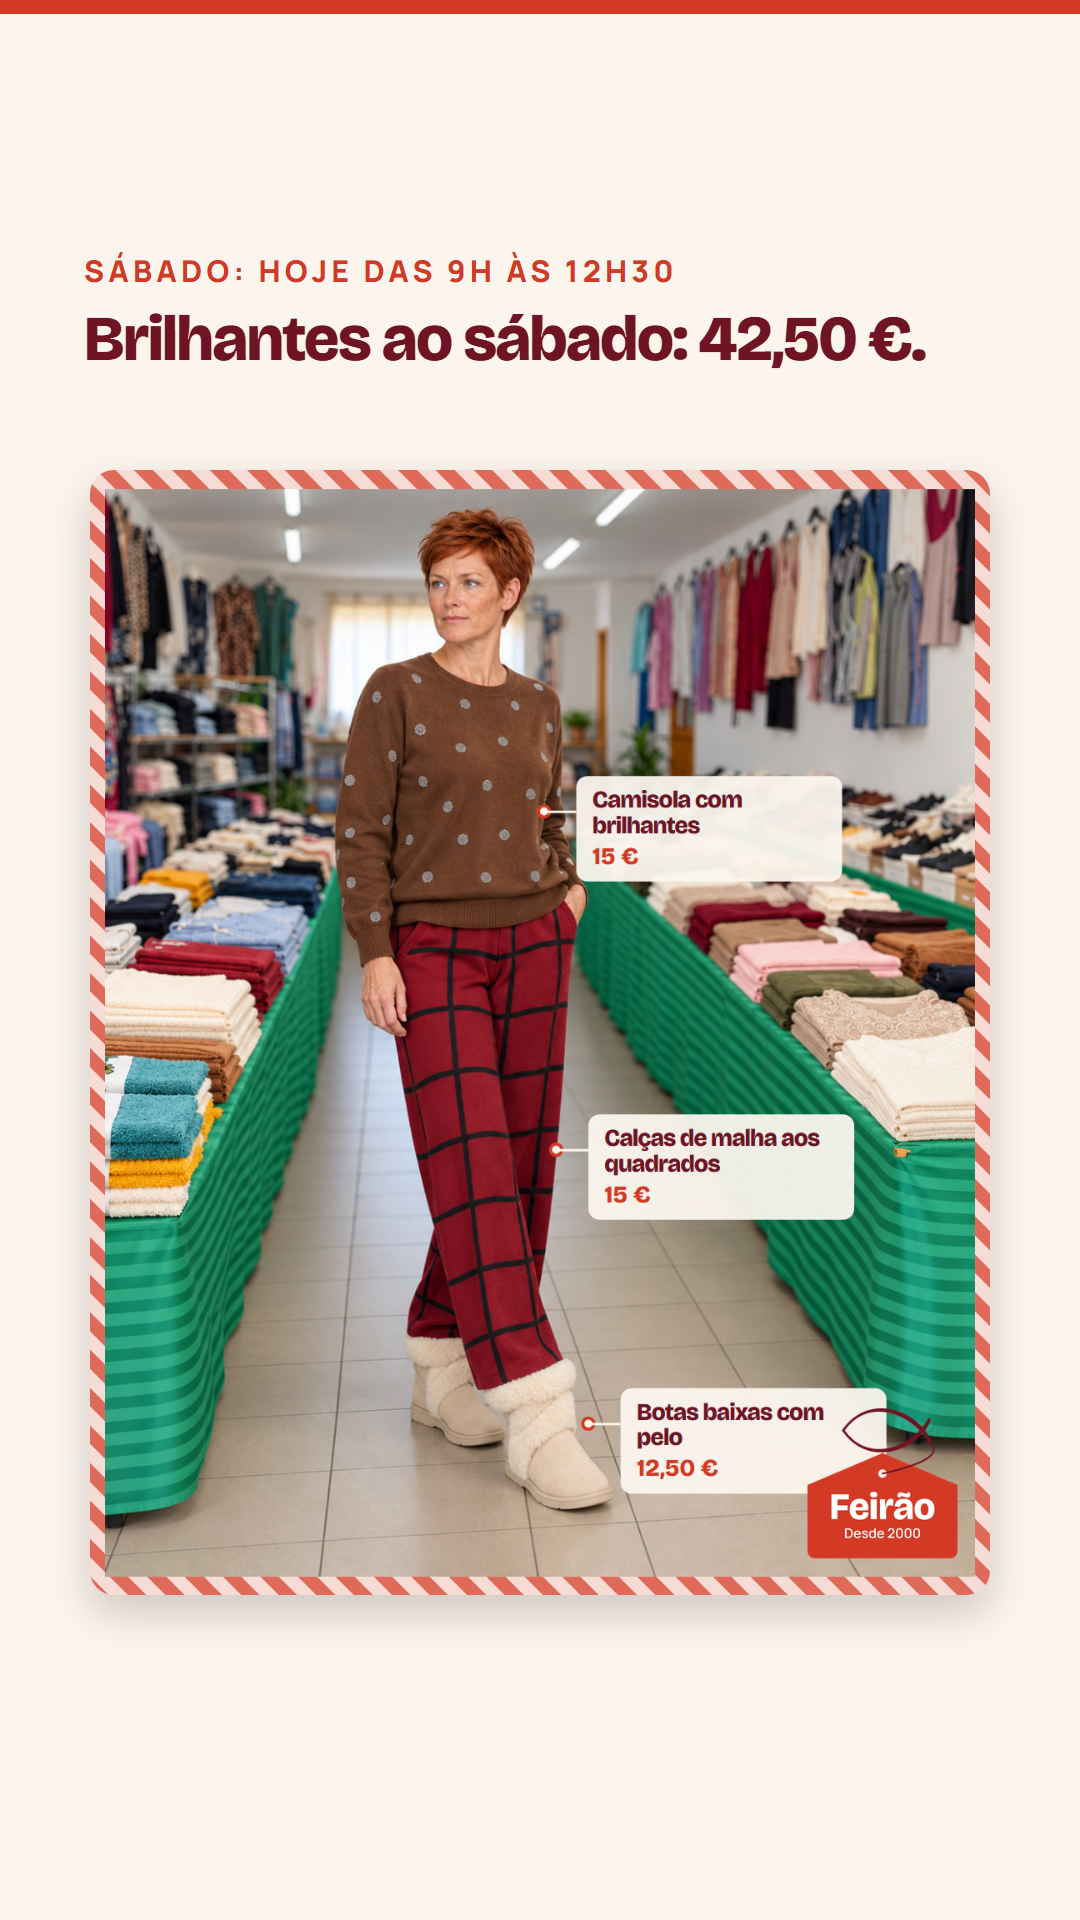 SÁBADO: HOJE DAS 9H ÀS 12H30
Brilhantes ao sábado: 42,50 €.
Camisola com
brilhantes
15 €
Calças de malha aos
quadrados
15 €
Botas baixas com
pelo
12,50 €
Feirão
Desde 2000